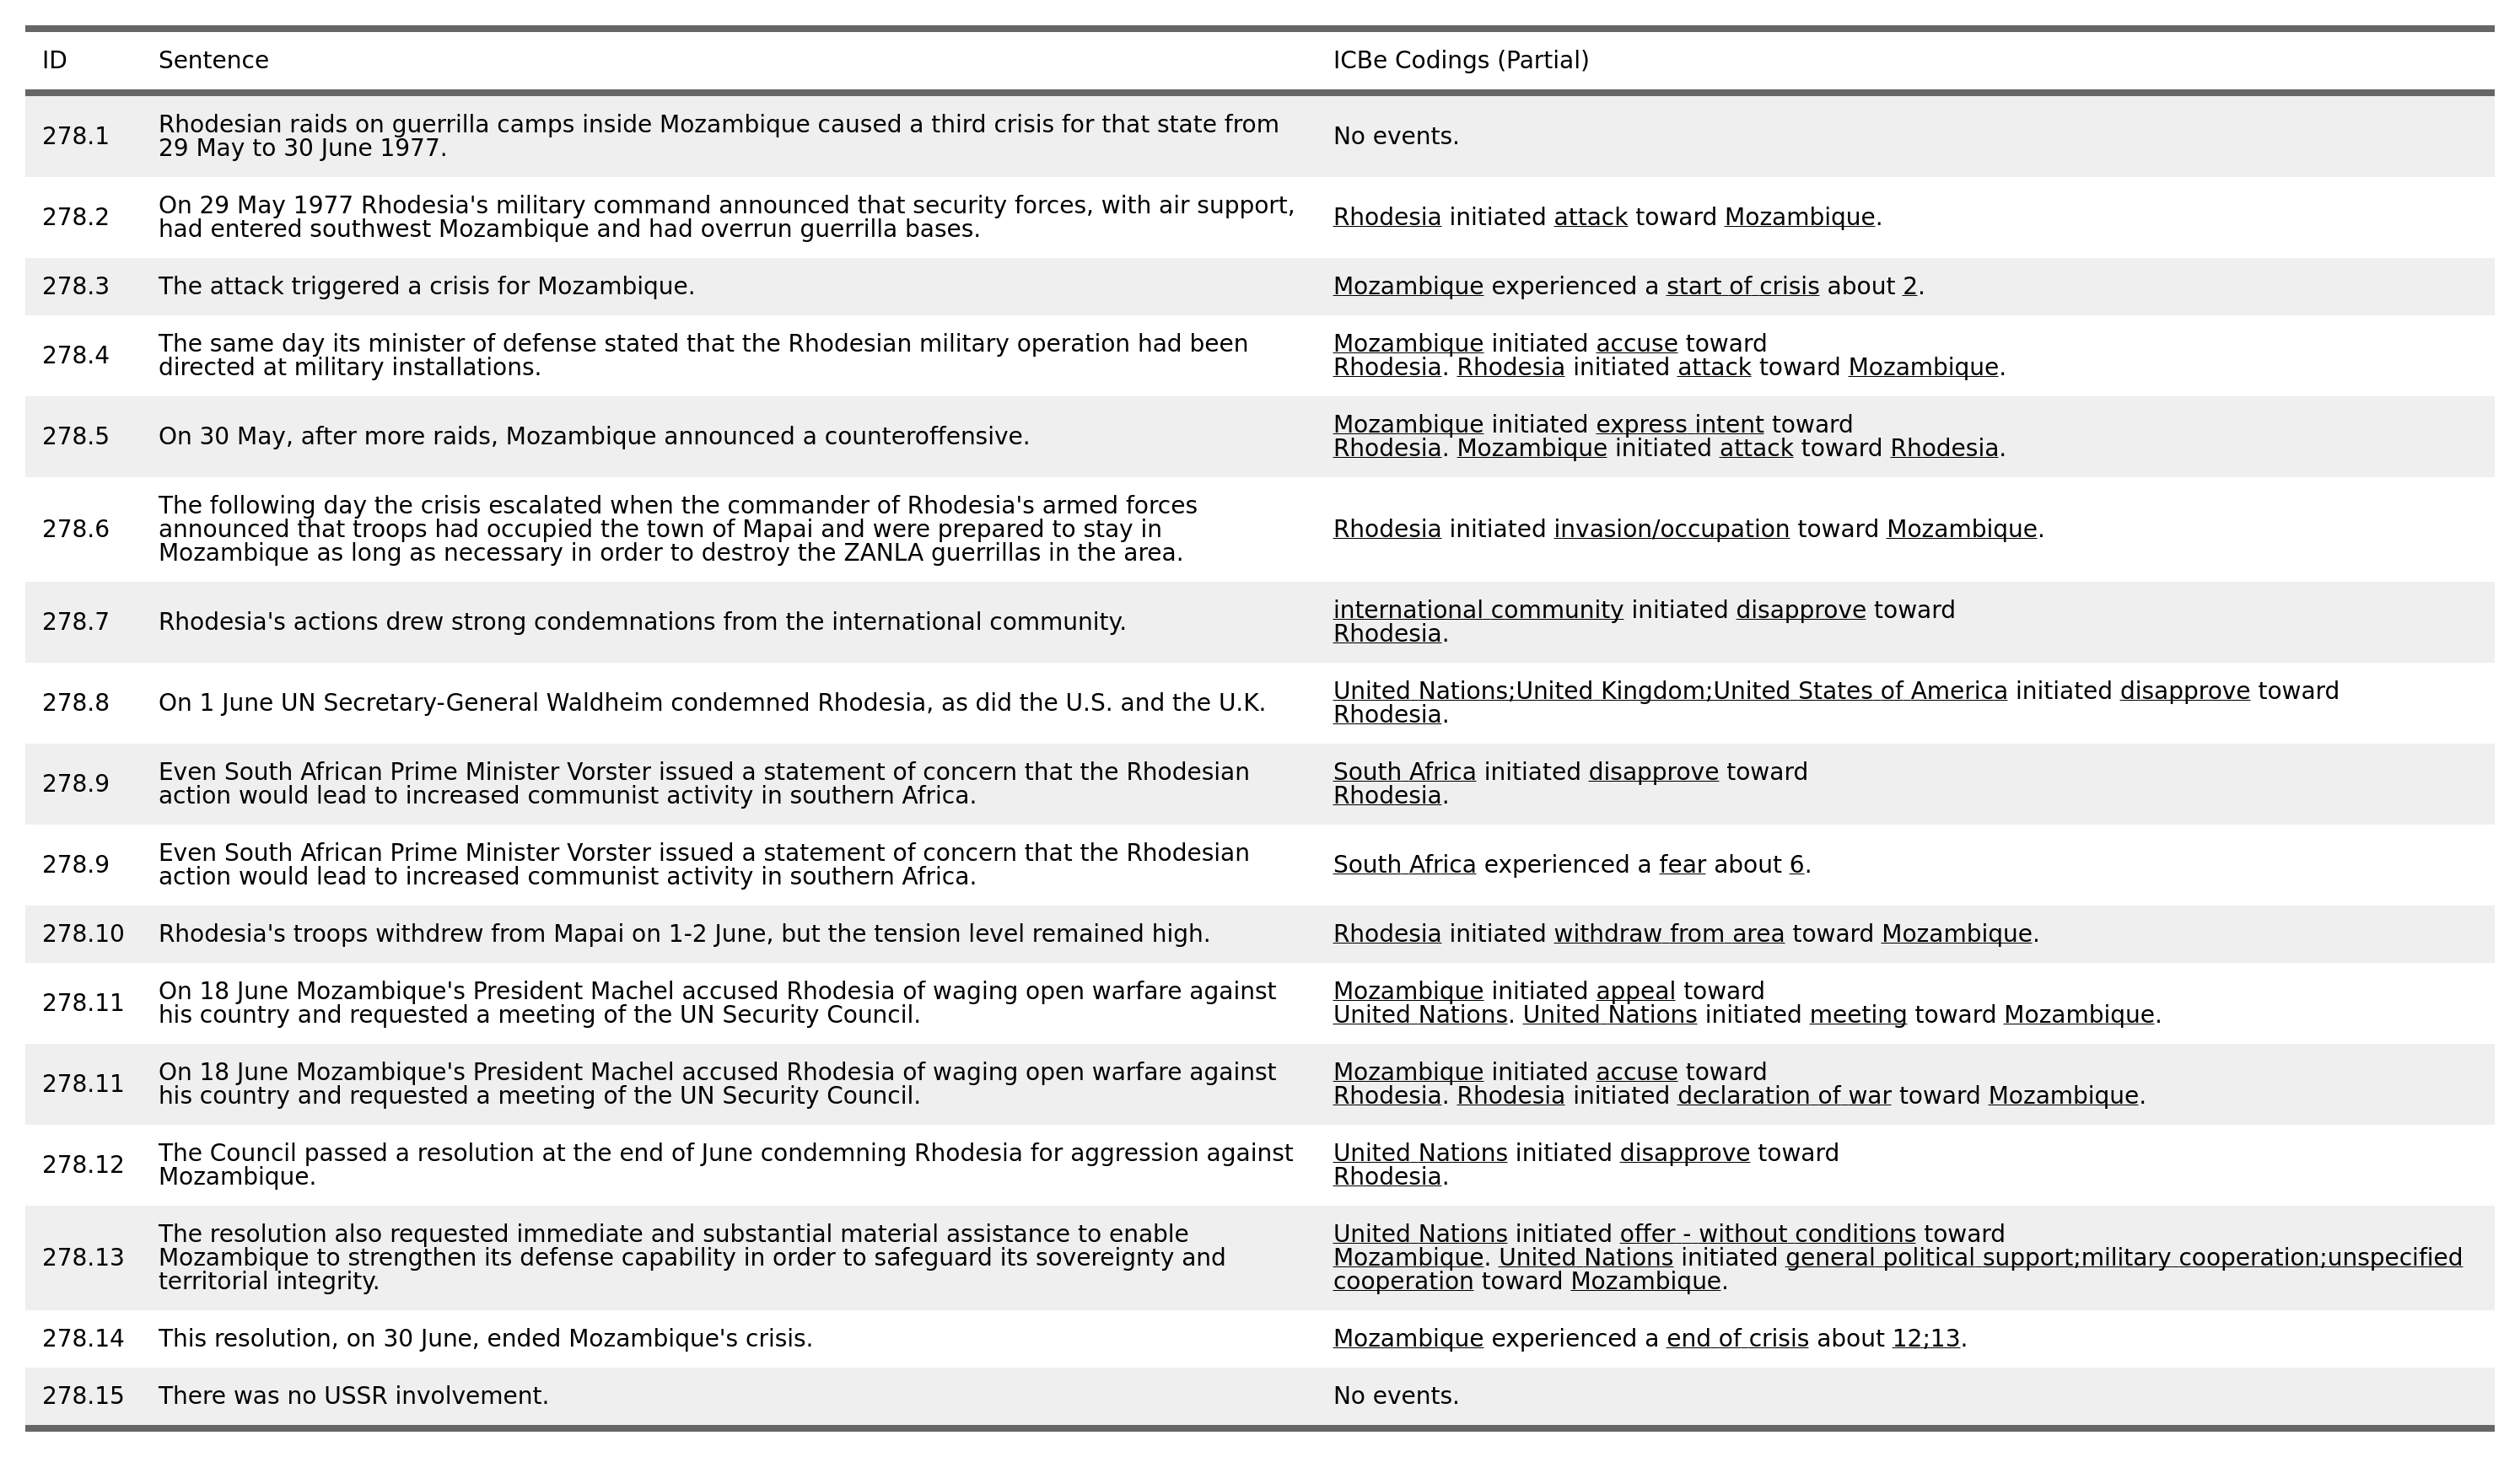 ID Sentence ICBe Codings (Partial)
278.1 Rhodesian raids on guerrilla camps inside Mozambique caused a third crisis for that state from
29 May to 30 June 1977.
No events.
278.2 On 29 May 1977 Rhodesia's military command announced that security forces, with air support,
had entered southwest Mozambique and had overrun guerrilla bases.
Rhodesia initiated attack toward Mozambique.
278.3 The attack triggered a crisis for Mozambique.
Mozambique experienced a start of crisis about 2.
278.4 The same day its minister of defense stated that the Rhodesian military operation had been
directed at military installations.
Mozambique initiated accuse toward
Rhodesia. Rhodesia initiated attack toward Mozambique.
278.5 On 30 May, after more raids, Mozambique announced a counteroffensive.
Mozambique initiated express intent toward
Rhodesia. Mozambique initiated attack toward Rhodesia.
278.6 The following day the crisis escalated when the commander of Rhodesia's armed forces
announced that troops had occupied the town of Mapai and were prepared to stay in
Mozambique as long as necessary in order to destroy the ZANLA guerrillas in the area.
Rhodesia initiated invasion/occupation toward Mozambique.
278.7 Rhodesia's actions drew strong condemnations from the international community.
international community initiated disapprove toward
Rhodesia.
278.8 On 1 June UN Secretary-General Waldheim condemned Rhodesia, as did the U.S. and the U.K.
United Nations;United Kingdom;United States of America initiated disapprove toward
Rhodesia.
278.9 Even South African Prime Minister Vorster issued a statement of concern that the Rhodesian
action would lead to increased communist activity in southern Africa.
South Africa initiated disapprove toward
Rhodesia.
278.9 Even South African Prime Minister Vorster issued a statement of concern that the Rhodesian
action would lead to increased communist activity in southern Africa.
South Africa experienced a fear about 6.
278.10 Rhodesia's troops withdrew from Mapai on 1-2 June, but the tension level remained high.
Rhodesia initiated withdraw from area toward Mozambique.
278.11 On 18 June Mozambique's President Machel accused Rhodesia of waging open warfare against
his country and requested a meeting of the UN Security Council.
Mozambique initiated appeal toward
United Nations. United Nations initiated meeting toward Mozambique.
278.11 On 18 June Mozambique's President Machel accused Rhodesia of waging open warfare against
his country and requested a meeting of the UN Security Council.
Mozambique initiated accuse toward
Rhodesia. Rhodesia initiated declaration of war toward Mozambique.
278.12 The Council passed a resolution at the end of June condemning Rhodesia for aggression against
Mozambique.
United Nations initiated disapprove toward
Rhodesia.
278.13 The resolution also requested immediate and substantial material assistance to enable
Mozambique to strengthen its defense capability in order to safeguard its sovereignty and
territorial integrity.
United Nations initiated offer - without conditions toward
Mozambique. United Nations initiated general political support;military cooperation;unspecified
cooperation toward Mozambique.
278.14 This resolution, on 30 June, ended Mozambique's crisis.
Mozambique experienced a end of crisis about 12;13.
278.15 There was no USSR involvement.
No events.